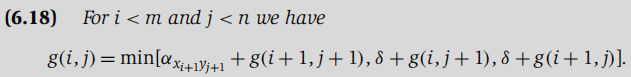 (6.18) For i < m and j < n we have
g(i, j) = min[α_{x_{i+1}y_{j+1}} + g(i + 1, j + 1), δ + g(i, j + 1), δ + g(i + 1, j)].